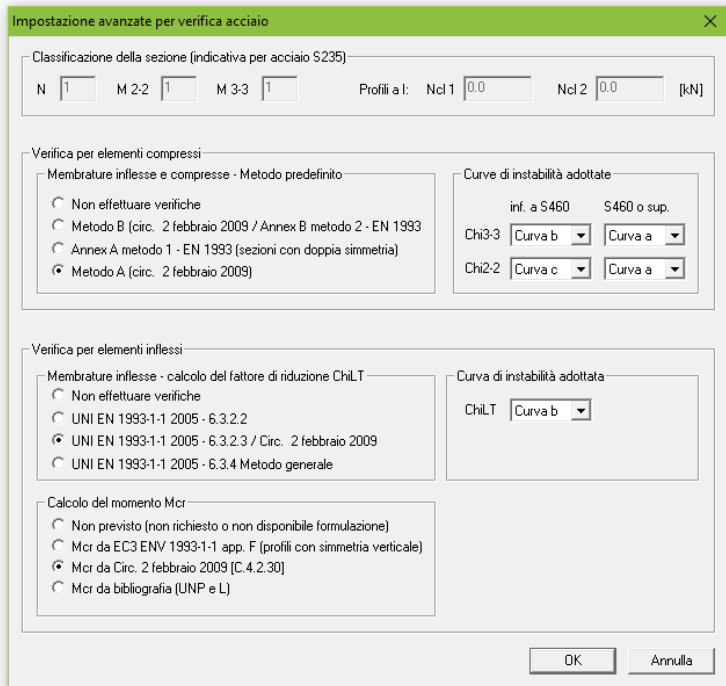 Impostazione avanzate per verifica acciaio
Classificazione della sezione (indicativa per acciaio S235)
N 1 M 2-2 1 M 3-3 1 Profili a I: Ncl 1 0.0 Ncl 2 0.0 [kN]
Verifica per elementi compressi
Membrature inflesse e compresse - Metodo predefinito
Non effettuare verifiche
Metodo B (circ. 2 febbraio 2009 / Annex B metodo 2 - EN 1993
Annex A metodo 1 - EN 1993 (sezioni con doppia simmetria)
Metodo A (circ. 2 febbraio 2009)
Curve di instabilità adottate
inf. a S460 S460 o sup.
Chi3-3 Curva b Curva a
Chi2-2 Curva c Curva a
Verifica per elementi inflessi
Membrature inflesse - calcolo del fattore di riduzione ChiLT
Non effettuare verifiche
UNI EN 1993-1-1 2005 - 6.3.2.2
UNI EN 1993-1-1 2005 - 6.3.2.3 / Circ. 2 febbraio 2009
UNI EN 1993-1-1 2005 - 6.3.4 Metodo generale
Curva di instabilità adottata
ChiLT Curva b
Calcolo del momento Mcr
Non previsto (non richiesto o non disponibile formulazione)
Mcr da EC3 ENV 1993-1-1 app. F (profili con simmetria verticale)
Mcr da Circ. 2 febbraio 2009 [C.4.2.30]
Mcr da bibliografia (UNP e L)
OK Annulla